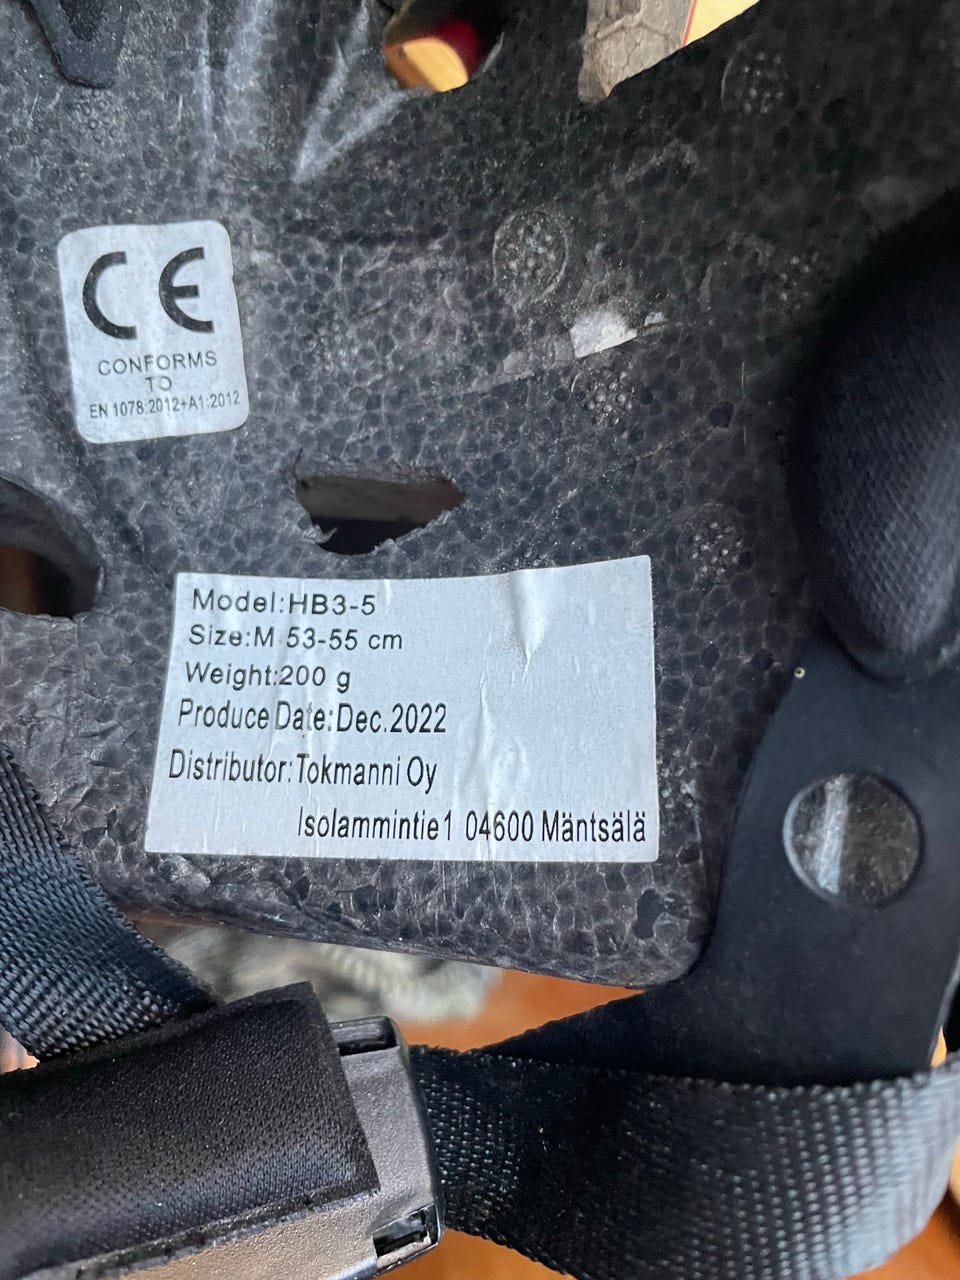 CE
CONFORMS
TO
EN 1078:2012+A1:2012
Model:HB3-5
Size:M 53-55 cm
Weight:200 g
Produce Date:Dec.2022
Distributor:Tokmanni Oy
Isolammintie1 04600 Mäntsälä